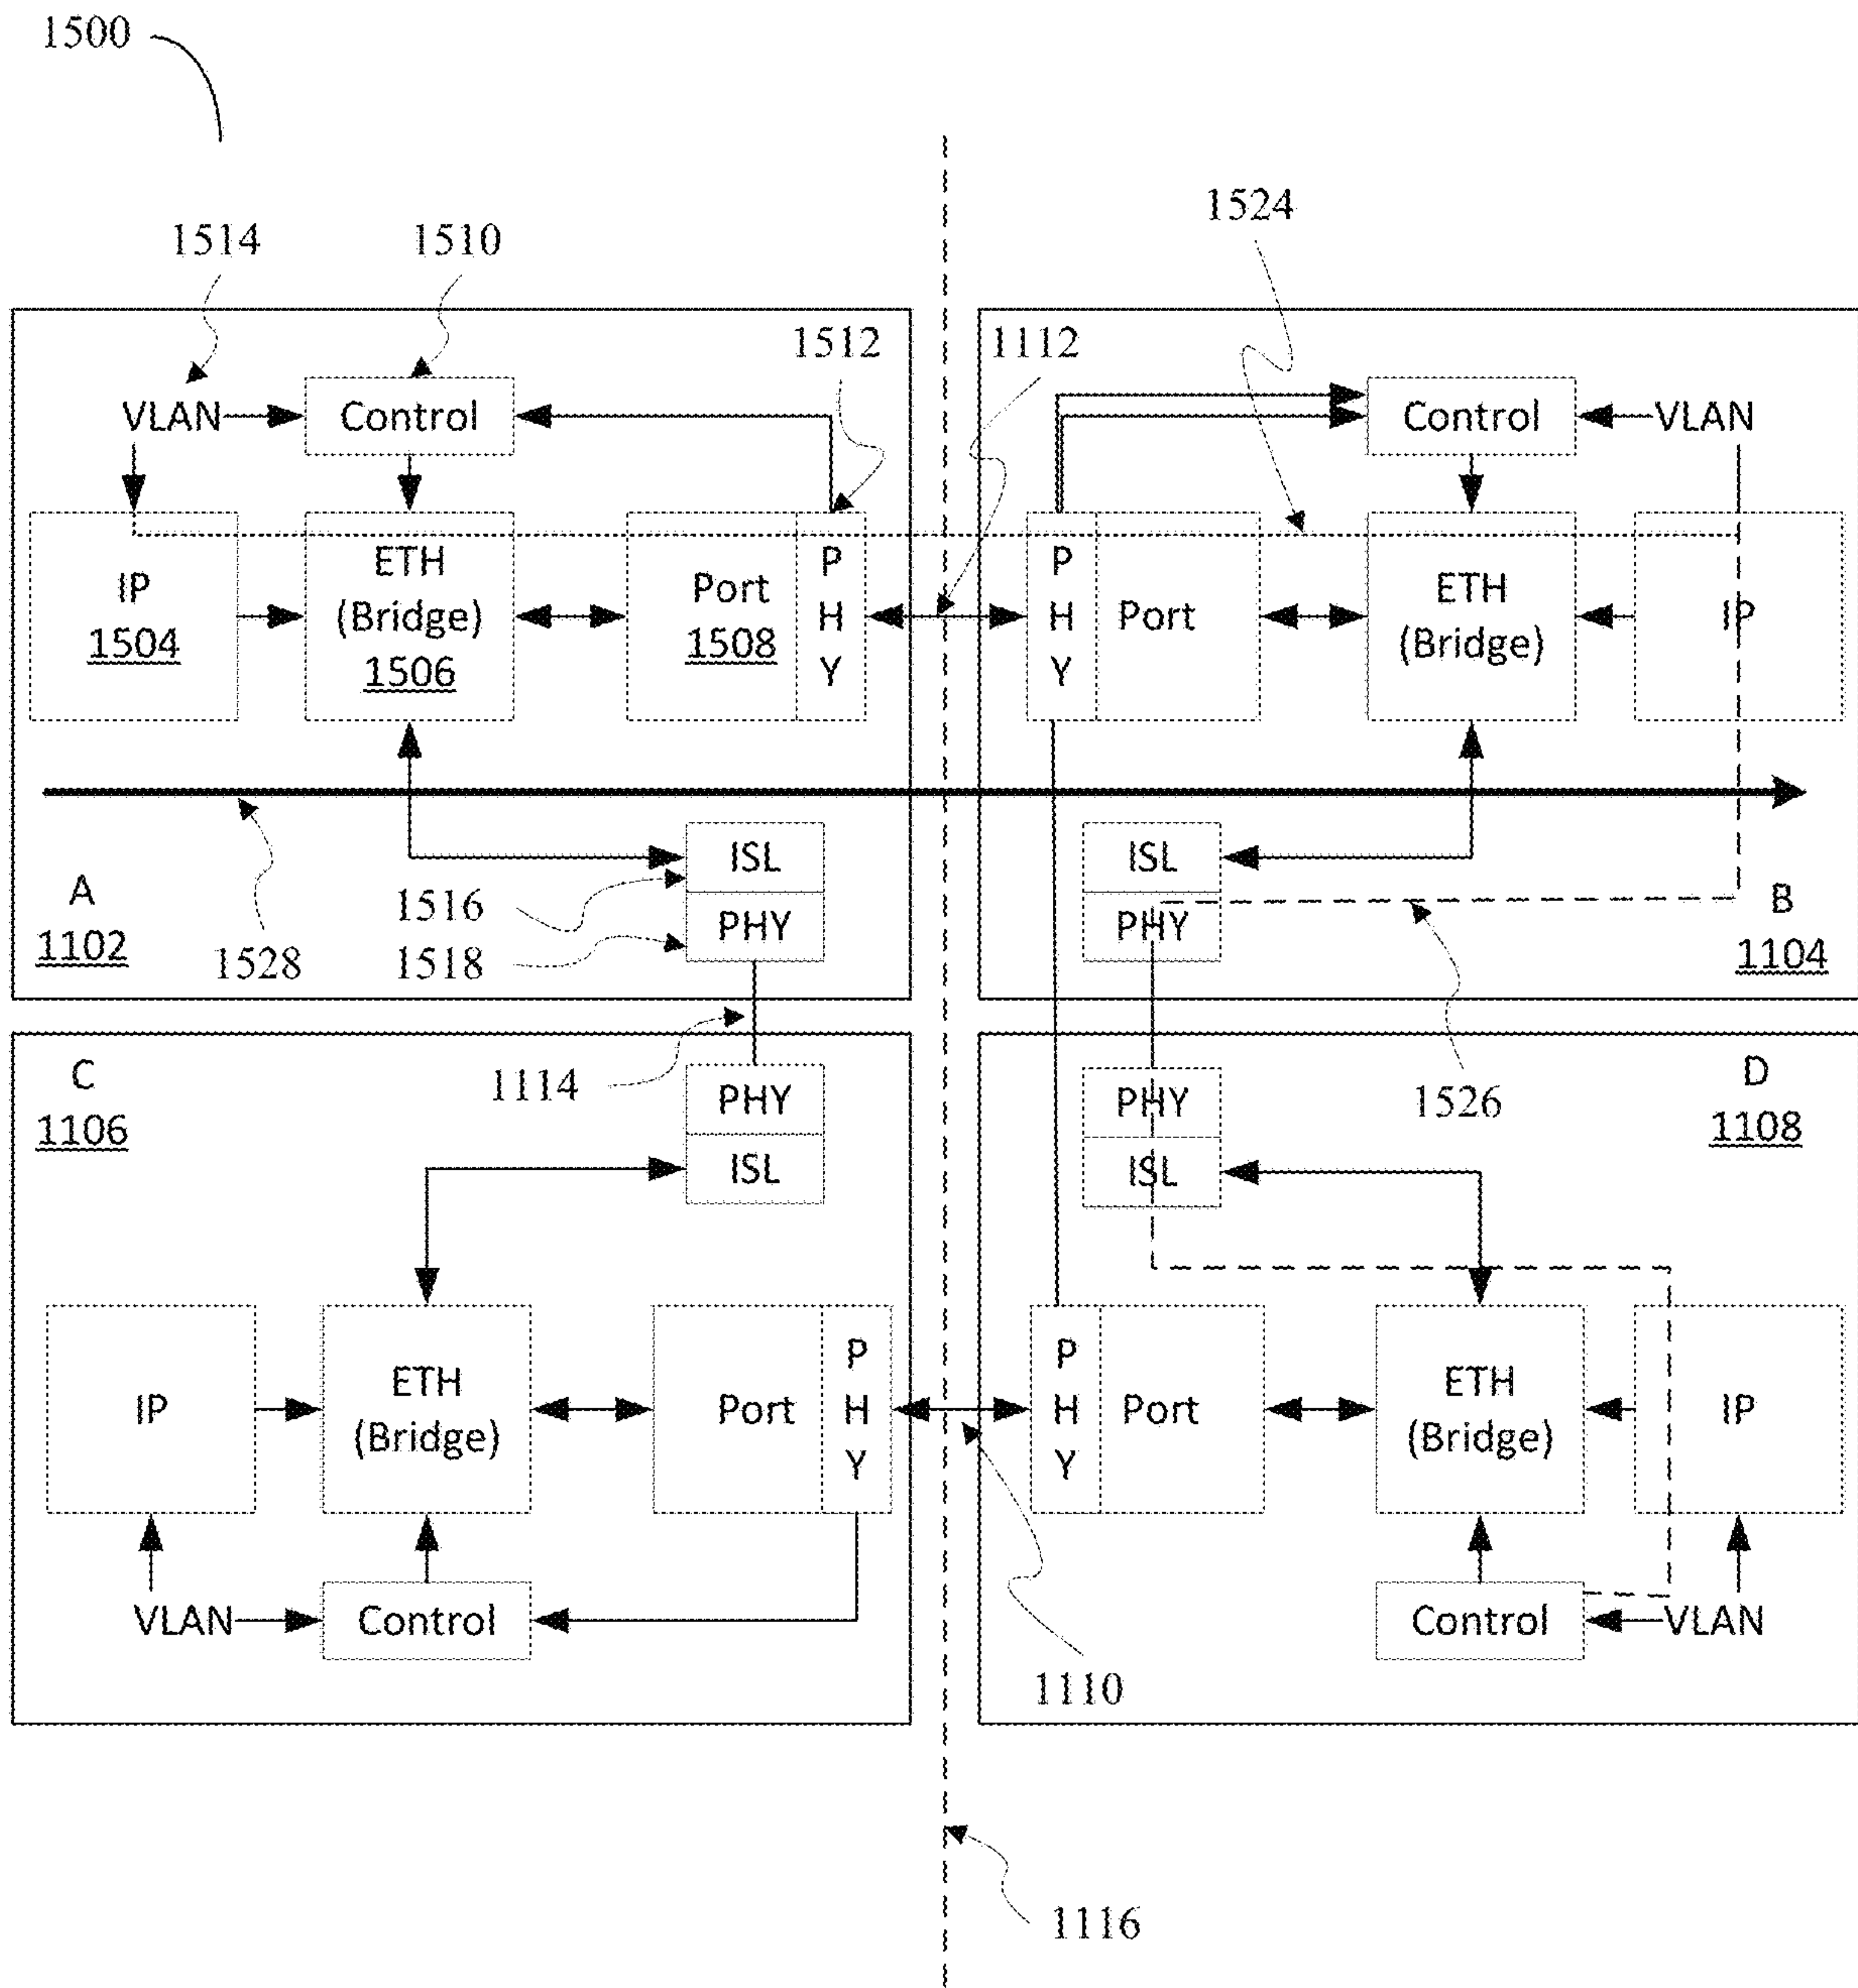 1500
1524
1514
1510
1512
1112
VLAN
Control
Control
VLAN
IP
1504
ETH
(Bridge)
1506
Port
1508
P
H
Y
P
H
Y
Port
ETH
(Bridge)
IP
A
1102
1528
ISL
PHY
1516
1518
ISL
PHY
B
1104
C
1106
1114
PHY
ISL
PHY
ISL
1526
D
1108
IP
ETH
(Bridge)
Port
P
H
Y
P
H
Y
Port
ETH
(Bridge)
IP
VLAN
Control
Control
VLAN
1110
1116